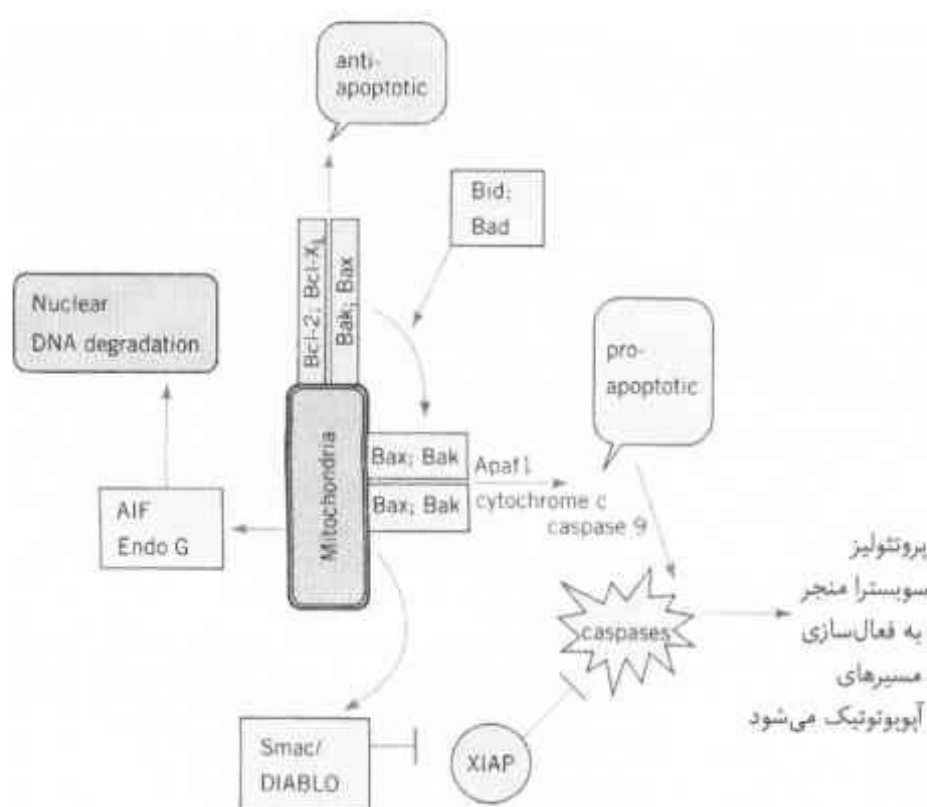 anti-
apoptotic
Bid;
Bad
Bcl-2; Bcl-XL
Bak; Bax
Nuclear
DNA degradation
pro-
apoptotic
Mitochondria
Bax; Bak
Bax; Bak
Apaf1
cytochrome c
caspase 9
AIF
Endo G
پروتئولیز
سوبسترا منجر
به فعال‌سازی
مسیرهای
آپوپوتوتیک می‌شود
caspases
Smac/
DIABLO
XIAP